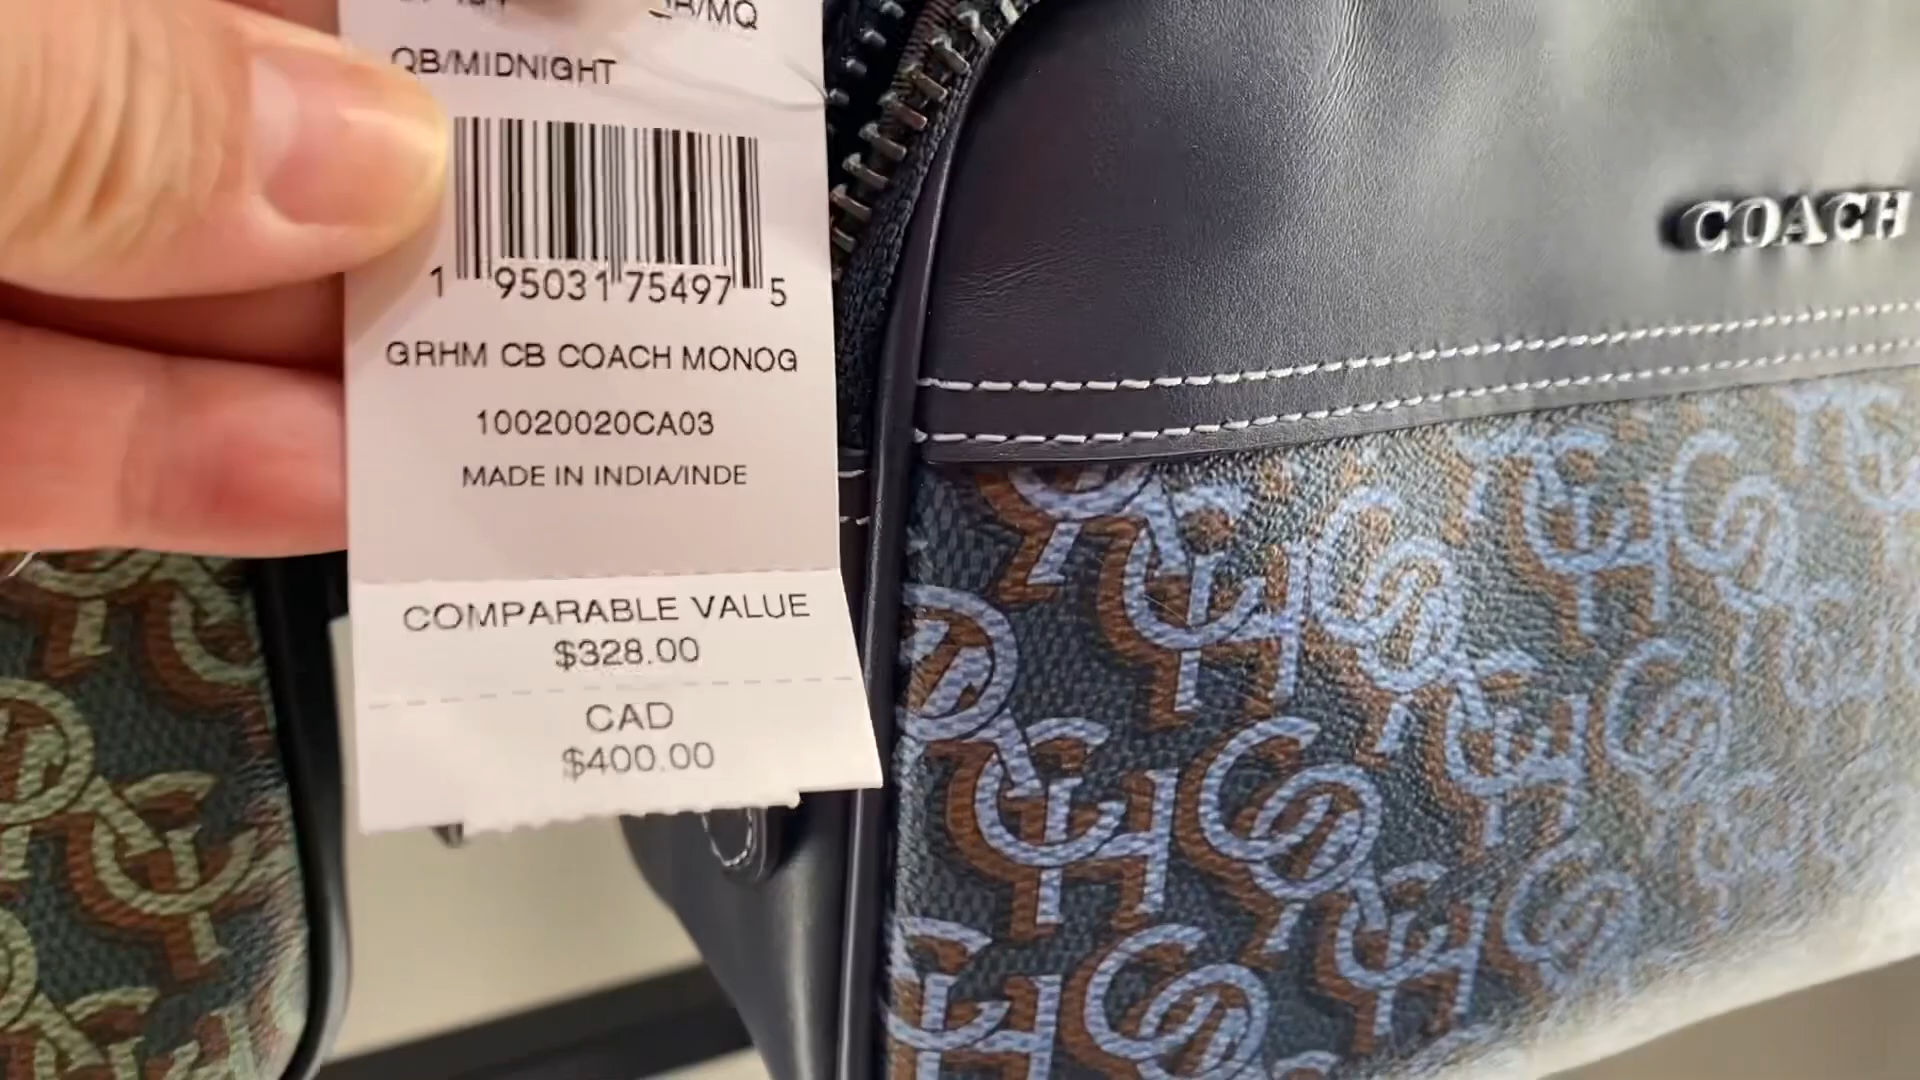 QB/MIDNIGHT
1 95031 75497 5
GRHM CB COACH MONOG
10020020CA03
MADE IN INDIA/INDE
COMPARABLE VALUE
$328.00
CAD
$400.00
COACH